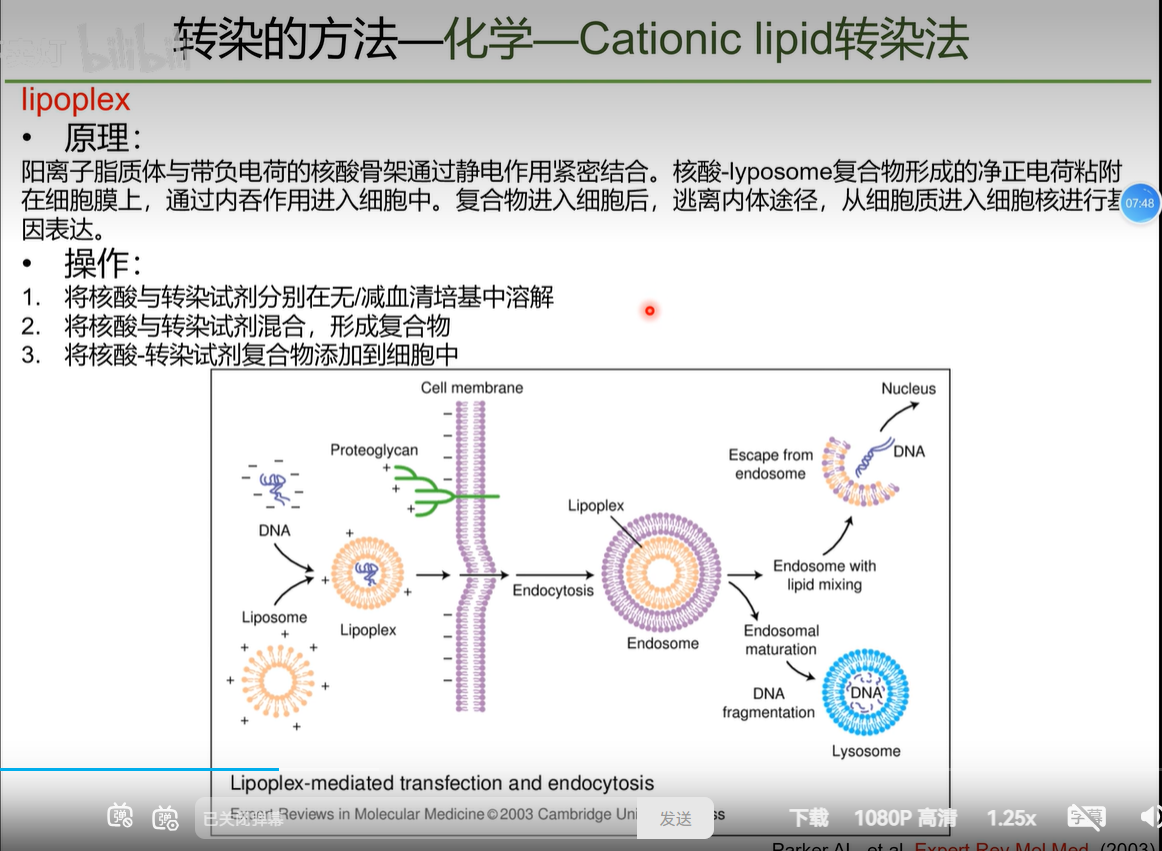 转染的方法—化学—Cationic lipid转染法
bilibili
lipoplex
• 原理：
阳离子脂质体与带负电荷的核酸骨架通过静电作用紧密结合。核酸-lyposome复合物形成的净正电荷粘附
在细胞膜上，通过内吞作用进入细胞中。复合物进入细胞后，逃离内体途径，从细胞质进入细胞核进行基
07:48
因表达。
• 操作：
1. 将核酸与转染试剂分别在无/减血清培基中溶解
2. 将核酸与转染试剂混合，形成复合物
3. 将核酸-转染试剂复合物添加到细胞中
Cell membrane
Nucleus
Proteoglycan
Escape from
endosome
DNA
Lipoplex
DNA
Endosome with
lipid mixing
Endocytosis
Liposome
Lipoplex
Endosome
Endosomal
maturation
DNA
fragmentation
DNA
Lysosome
Lipoplex-mediated transfection and endocytosis
Expert Reviews in Molecular Medicine ©2003 Cambridge Uni ss
弹 弹 已关闭弹幕 发送 下载 1080P 高清 1.25x 字幕
Parker AL, et al. Expert Rev Mol Med. (2003)